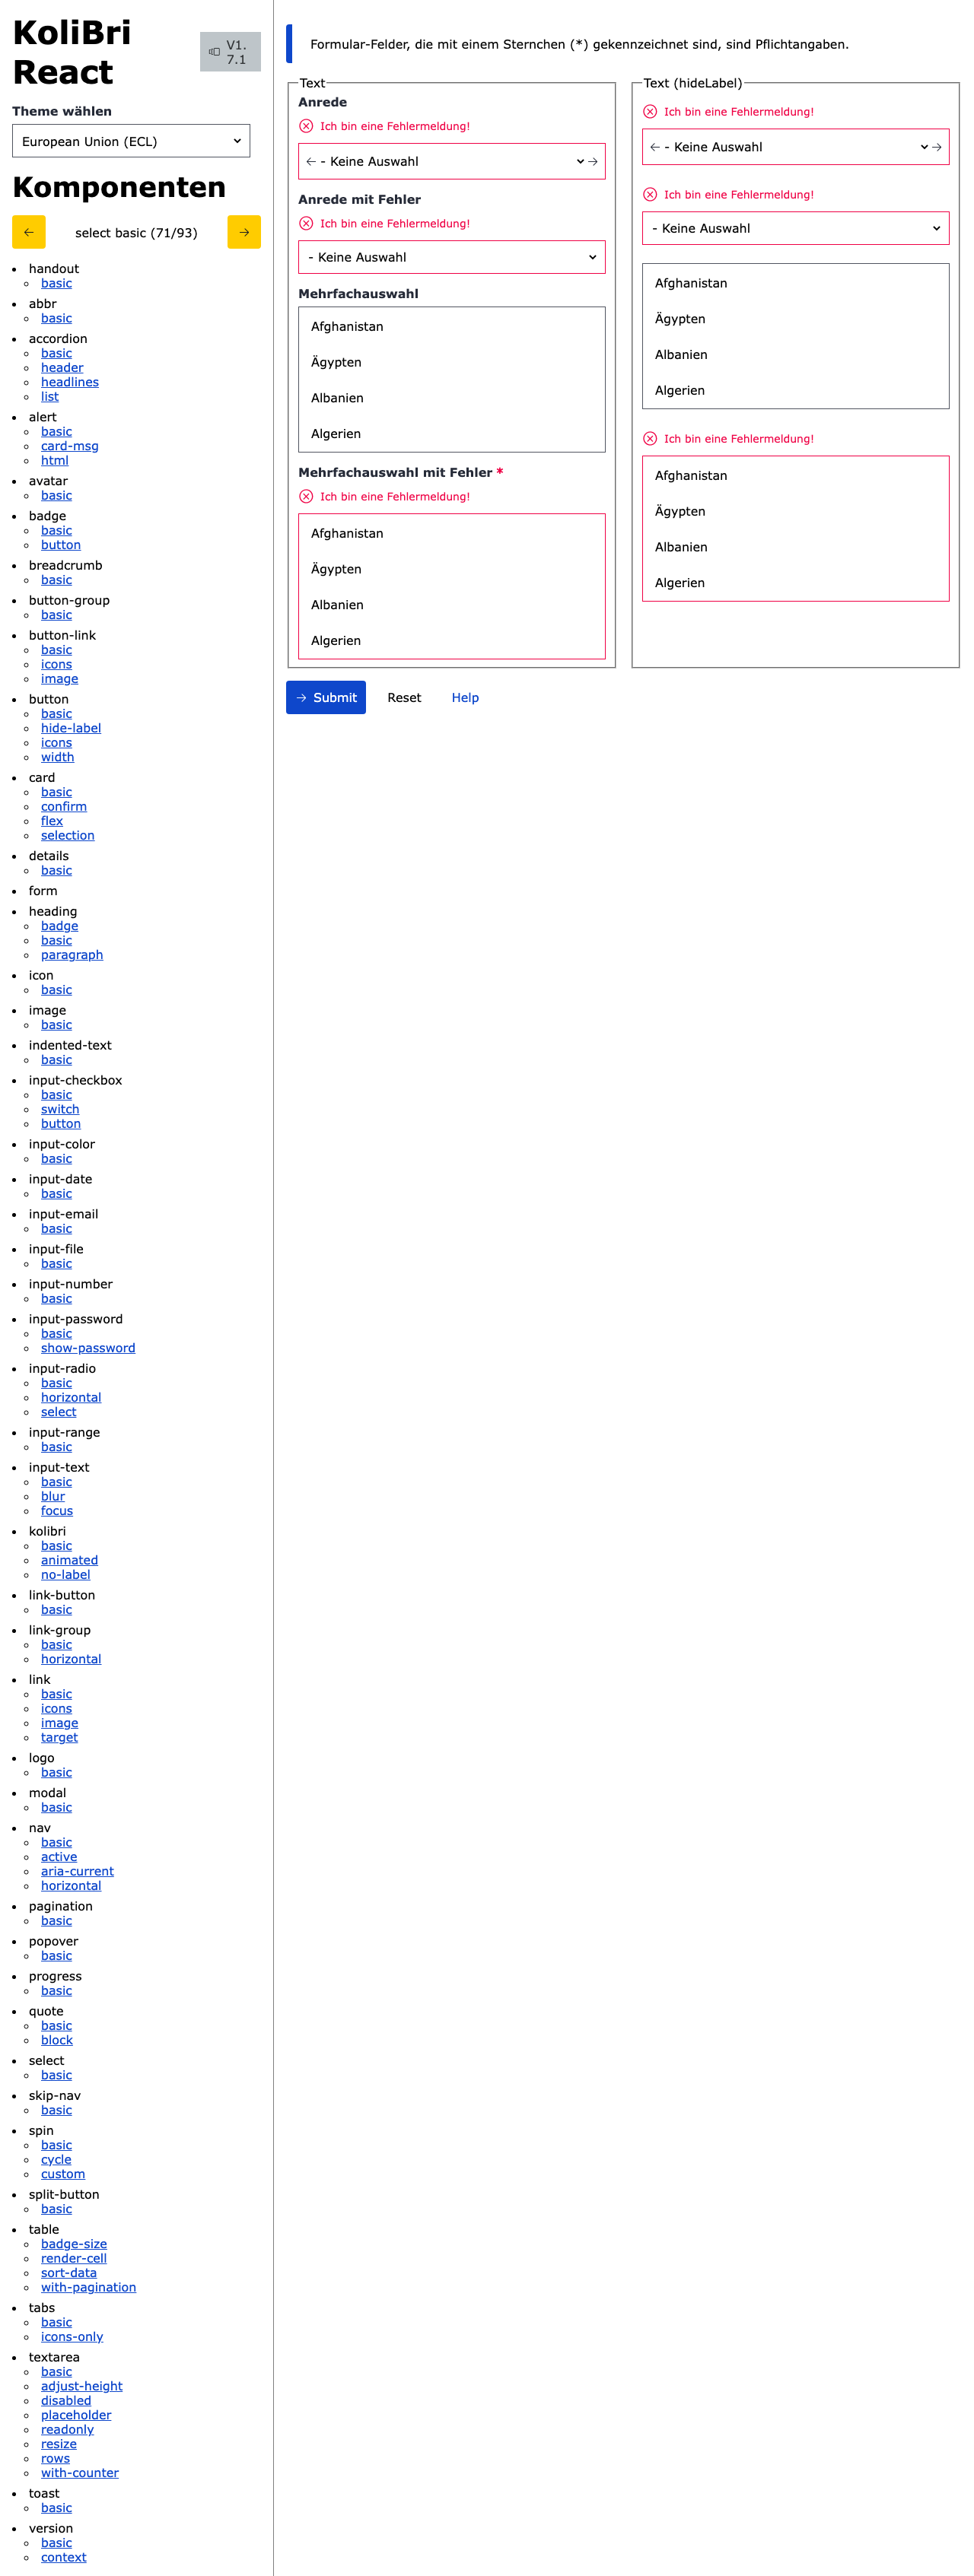 KoliBri
React
V1.
7.1
Theme wählen
European Union (ECL)
Komponenten
select basic (71/93)
handout
basic
abbr
basic
accordion
basic
header
headlines
list
alert
basic
card-msg
html
avatar
basic
badge
basic
button
breadcrumb
basic
button-group
basic
button-link
basic
icons
image
button
basic
hide-label
icons
width
card
basic
confirm
flex
selection
details
basic
form
heading
badge
basic
paragraph
icon
basic
image
basic
indented-text
basic
input-checkbox
basic
switch
button
input-color
basic
input-date
basic
input-email
basic
input-file
basic
input-number
basic
input-password
basic
show-password
input-radio
basic
horizontal
select
input-range
basic
input-text
basic
blur
focus
kolibri
basic
animated
no-label
link-button
basic
link-group
basic
horizontal
link
basic
icons
image
target
logo
basic
modal
basic
nav
basic
active
aria-current
horizontal
pagination
basic
popover
basic
progress
basic
quote
basic
block
select
basic
skip-nav
basic
spin
basic
cycle
custom
split-button
basic
table
badge-size
render-cell
sort-data
with-pagination
tabs
basic
icons-only
textarea
basic
adjust-height
disabled
placeholder
readonly
resize
rows
with-counter
toast
basic
version
basic
context
Formular-Felder, die mit einem Sternchen (*) gekennzeichnet sind, sind Pflichtangaben.
Text
Anrede
Ich bin eine Fehlermeldung!
- Keine Auswahl
Anrede mit Fehler
Ich bin eine Fehlermeldung!
- Keine Auswahl
Mehrfachauswahl
Afghanistan
Ägypten
Albanien
Algerien
Mehrfachauswahl mit Fehler *
Ich bin eine Fehlermeldung!
Afghanistan
Ägypten
Albanien
Algerien
Text (hideLabel)
Ich bin eine Fehlermeldung!
- Keine Auswahl
Ich bin eine Fehlermeldung!
- Keine Auswahl
Afghanistan
Ägypten
Albanien
Algerien
Ich bin eine Fehlermeldung!
Afghanistan
Ägypten
Albanien
Algerien
Submit
Reset
Help